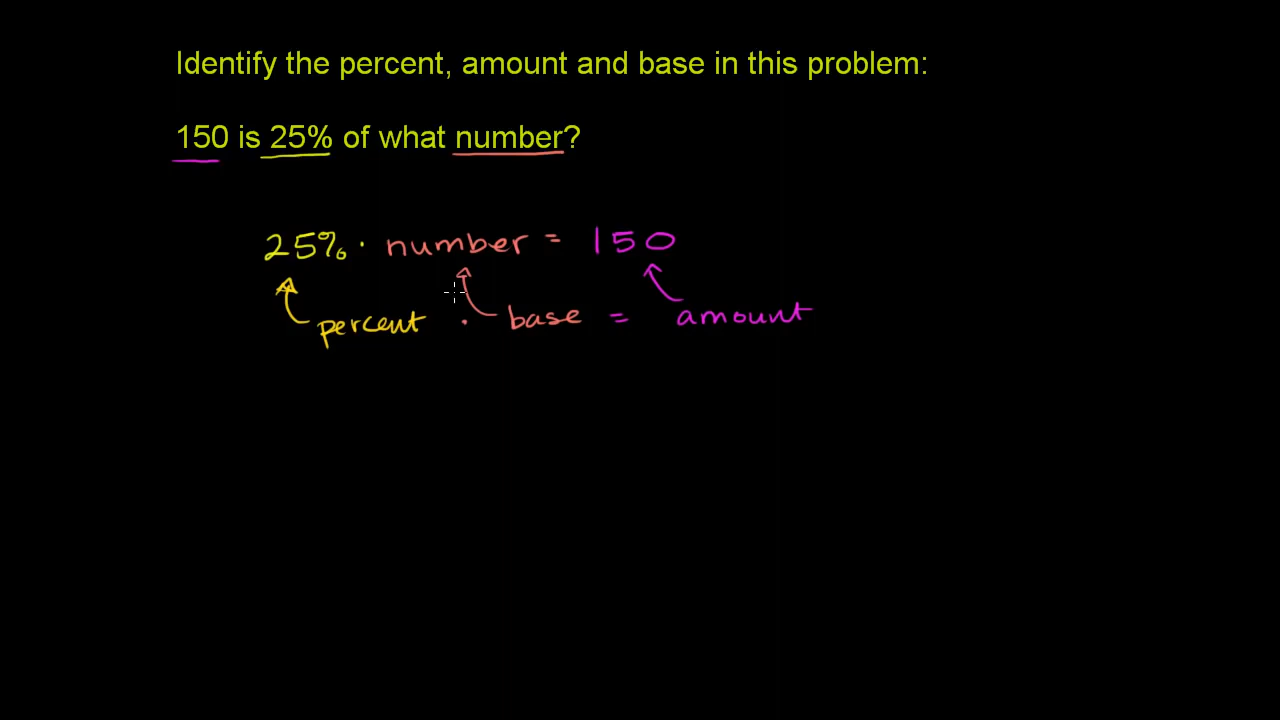 Identify the percent, amount and base in this problem:
150 is 25% of what number?
25% · number = 150
percent · base = amount